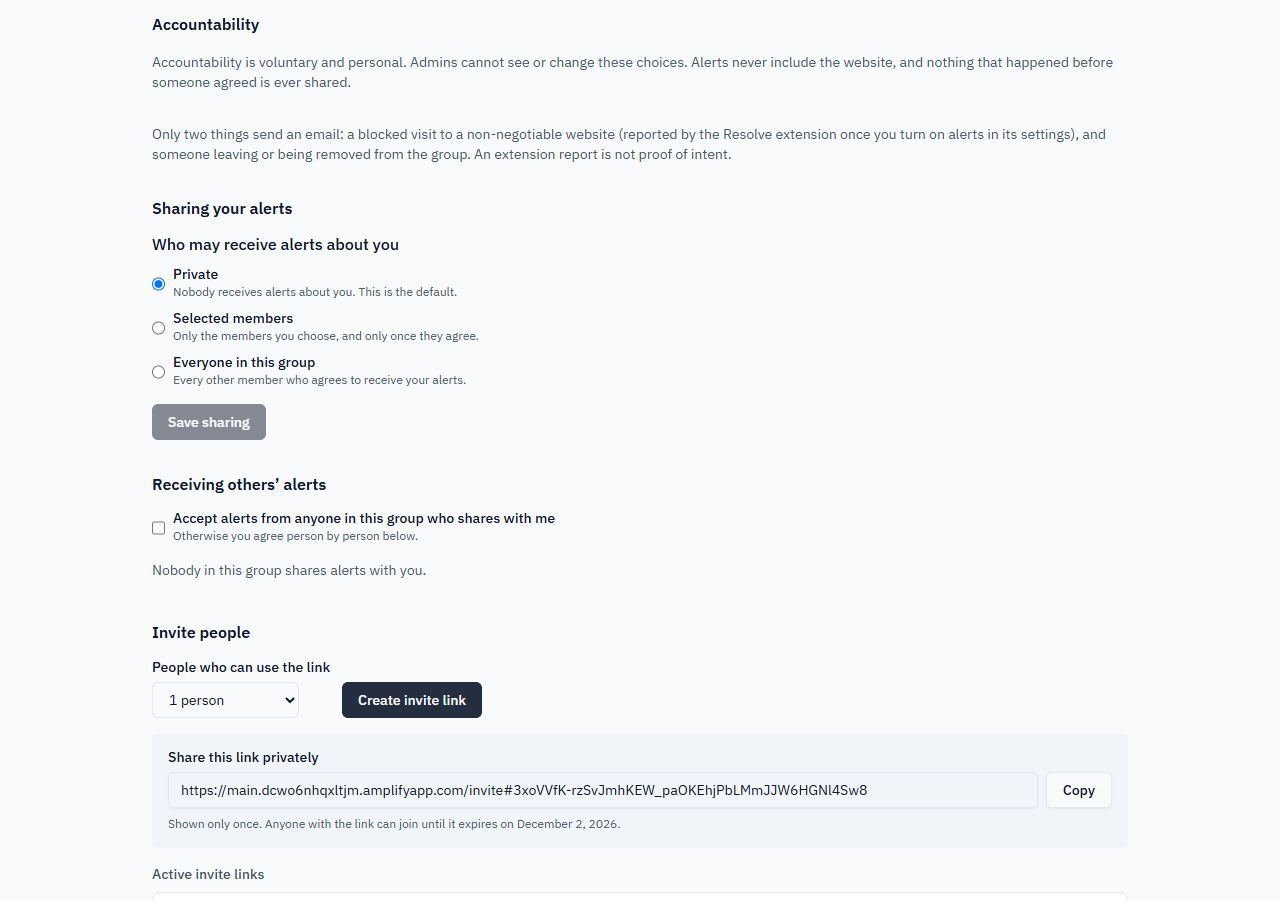 Accountability
Accountability is voluntary and personal. Admins cannot see or change these choices. Alerts never include the website, and nothing that happened before
someone agreed is ever shared.
Only two things send an email: a blocked visit to a non-negotiable website (reported by the Resolve extension once you turn on alerts in its settings), and
someone leaving or being removed from the group. An extension report is not proof of intent.
Sharing your alerts
Who may receive alerts about you
Private
Nobody receives alerts about you. This is the default.
Selected members
Only the members you choose, and only once they agree.
Everyone in this group
Every other member who agrees to receive your alerts.
Save sharing
Receiving others’ alerts
Accept alerts from anyone in this group who shares with me
Otherwise you agree person by person below.
Nobody in this group shares alerts with you.
Invite people
People who can use the link
1 person
Create invite link
Share this link privately
https://main.dcwo6nhqxltjm.amplifyapp.com/invite#3xoVVfK-rzSvJmhKEW_paOKEhjPbLMmJJW6HGNl4Sw8
Copy
Shown only once. Anyone with the link can join until it expires on December 2, 2026.
Active invite links